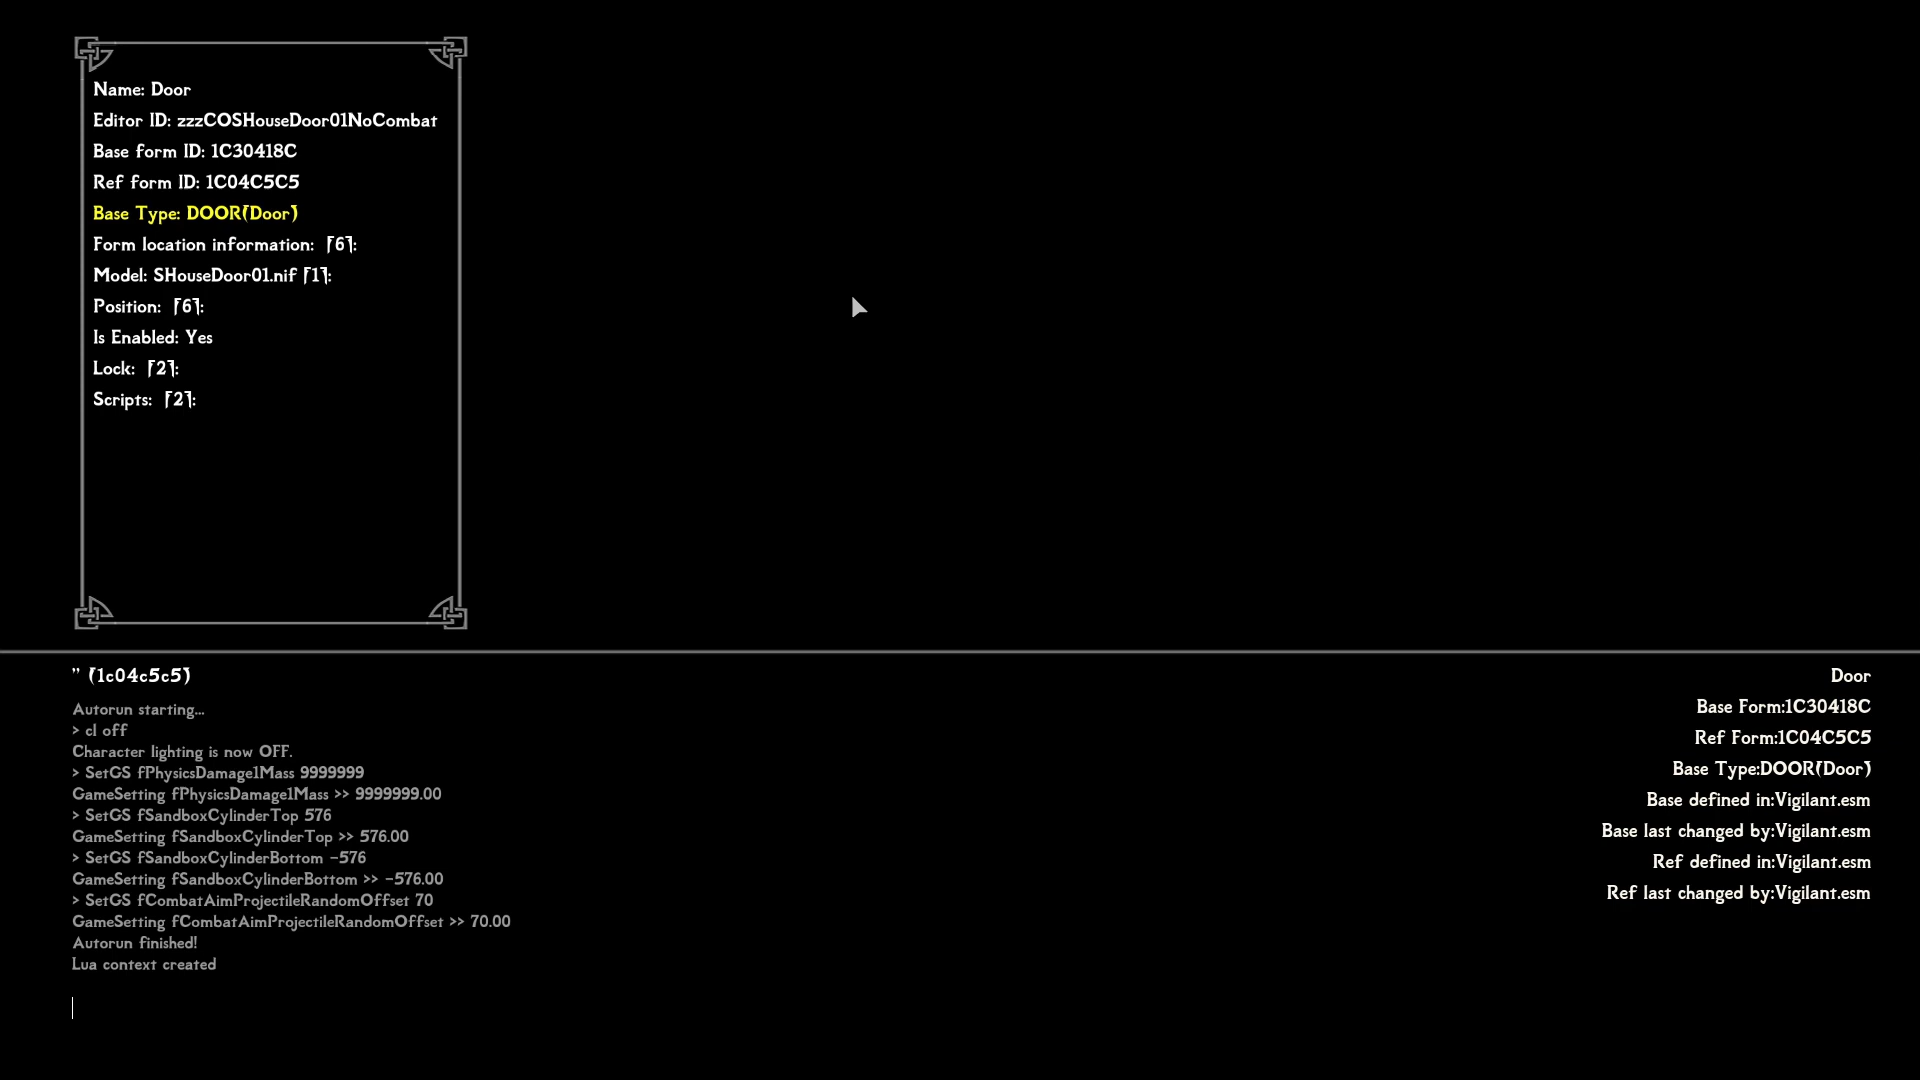 Name: Door
Editor ID: zzzCOSHouseDoor01NoCombat
Base form ID: 1C30418C
Ref form ID: 1C04C5C5
Base Type: DOOR(Door)
Form location information: [6]:
Model: SHouseDoor01.nif [1]:
Position: [6]:
Is Enabled: Yes
Lock: [2]:
Scripts: [2]:
" (1c04c5c5)
Autorun starting...
> cl off
Character lighting is now OFF.
> SetGS fPhysicsDamage1Mass 9999999
GameSetting fPhysicsDamage1Mass >> 9999999.00
> SetGS fSandboxCylinderTop 576
GameSetting fSandboxCylinderTop >> 576.00
> SetGS fSandboxCylinderBottom -576
GameSetting fSandboxCylinderBottom >> -576.00
> SetGS fCombatAimProjectileRandomOffset 70
GameSetting fCombatAimProjectileRandomOffset >> 70.00
Autorun finished!
Lua context created
Door
Base Form:1C30418C
Ref Form:1C04C5C5
Base Type:DOOR(Door)
Base defined in:Vigilant.esm
Base last changed by:Vigilant.esm
Ref defined in:Vigilant.esm
Ref last changed by:Vigilant.esm